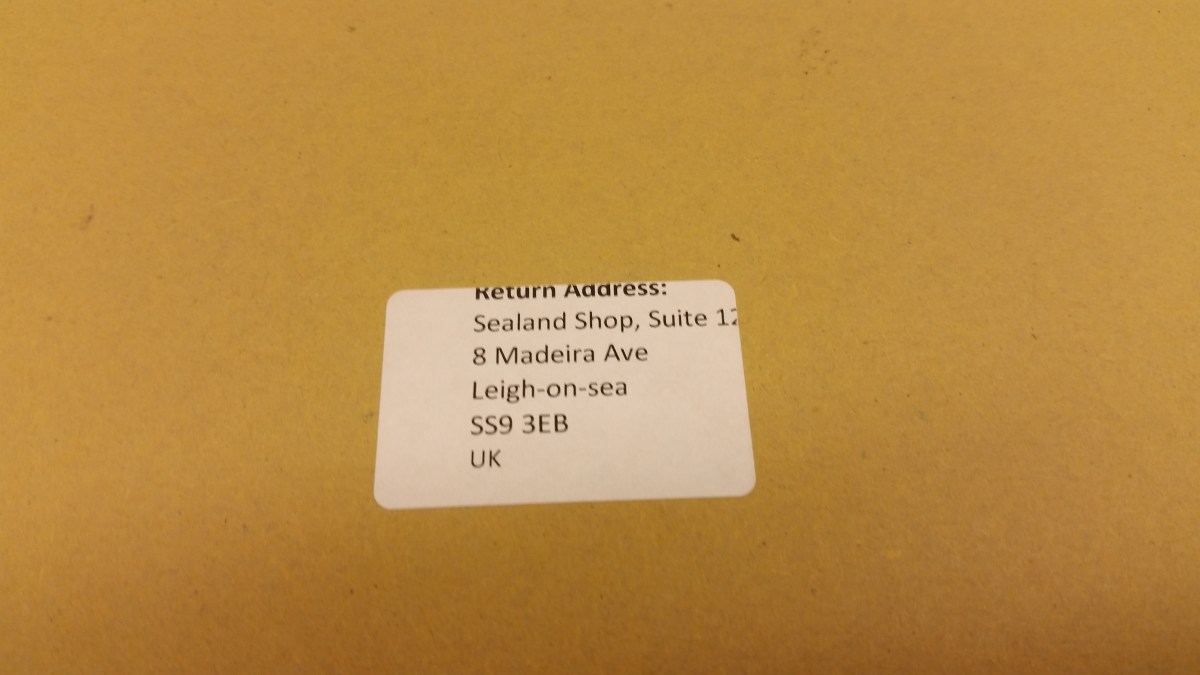 Return Address:
Sealand Shop, Suite 12
8 Madeira Ave
Leigh-on-sea
SS9 3EB
UK